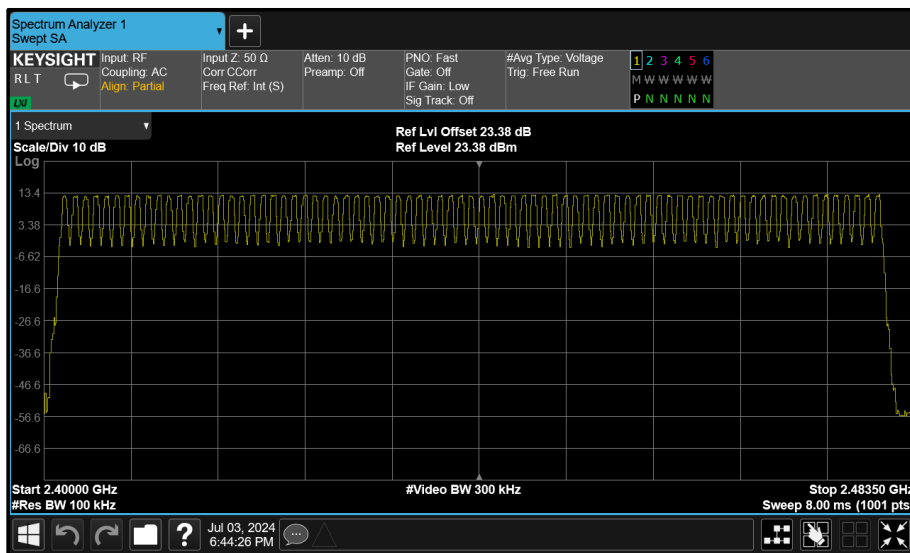 Spectrum Analyzer 1
Swept SA
+
KEYSIGHT
R L T
LXI
Input: RF
Coupling: AC
Align: Partial
Input Z: 50 Ω
Corr CCorr
Freq Ref: Int (S)
Atten: 10 dB
Preamp: Off
PNO: Fast
Gate: Off
IF Gain: Low
Sig Track: Off
#Avg Type: Voltage
Trig: Free Run
1 2 3 4 5 6
M W W W W W
P N N N N N
1 Spectrum
Scale/Div 10 dB
Log
Ref Lvl Offset 23.38 dB
Ref Level 23.38 dBm
13.4
3.38
-6.62
-16.6
-26.6
-36.6
-46.6
-56.6
-66.6
Start 2.40000 GHz
#Res BW 100 kHz
#Video BW 300 kHz
Stop 2.48350 GHz
Sweep 8.00 ms (1001 pts
?
Jul 03, 2024
6:44:26 PM